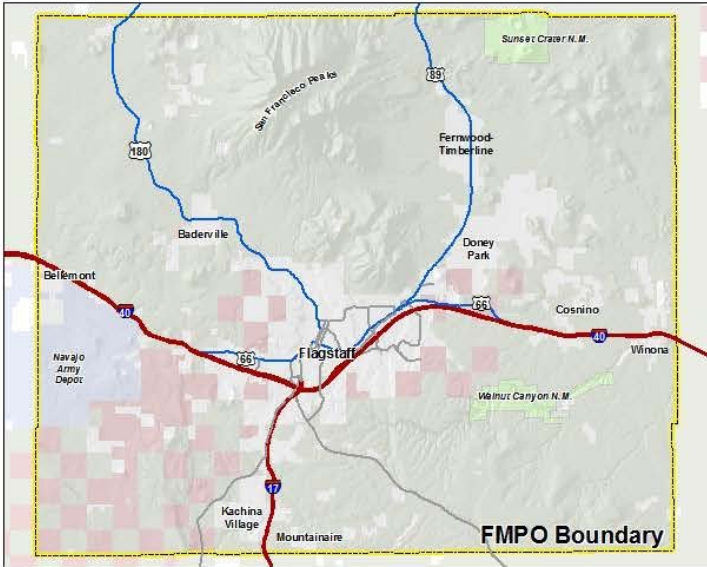 Sunset Crater N.M.
San Francisco Peaks
89
Fernwood-
Timberline
180
Baderville
Doney
Park
Bellemont
66
Cosnino
40
40
Flagstaff
66
Winona
Navajo
Army
Depot
Walnut Canyon N.M.
17
Kachina
Village
Mountainaire
FMPO Boundary